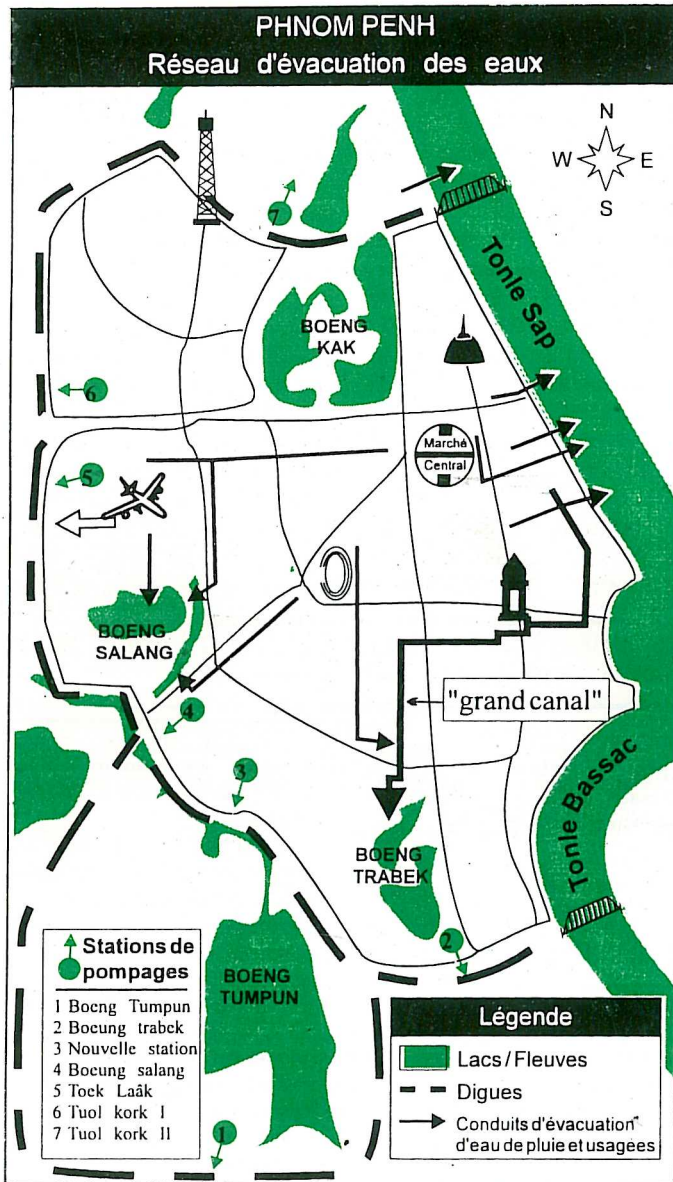 PHNOM PENH
Réseau d'évacuation des eaux
N
W E
S
7
Tonle Sap
BOENG
KAK
6
Marché
Central
5
BOENG
SALANG
"grand canal"
4
3
Tonle Bassac
BOENG
TRABEK
2
Stations de
pompages
1 Boeng Tumpun
2 Boeung trabek
3 Nouvelle station
4 Boeung salang
5 Toek Laâk
6 Tuol kork I
7 Tuol kork II
BOENG
TUMPUN
1
Légende
Lacs/Fleuves
Digues
Conduits d'évacuation
d'eau de pluie et usagées